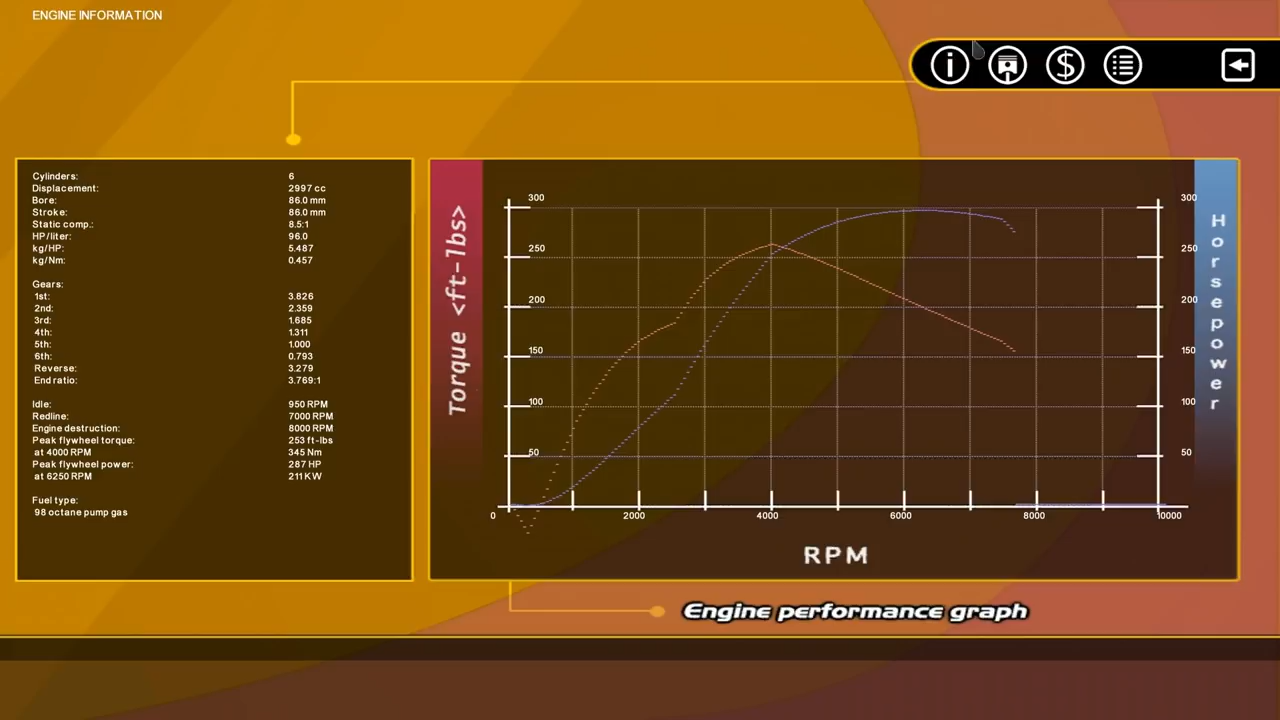 ENGINE INFORMATION
Cylinders: 6
Displacement: 2997 cc
Bore: 86.0 mm
Stroke: 86.0 mm
Static comp.: 8.5:1
HP/liter: 96.0
kg/HP: 5.487
kg/Nm: 0.457
Gears:
1st: 3.826
2nd: 2.359
3rd: 1.685
4th: 1.311
5th: 1.000
6th: 0.793
Reverse: 3.279
End ratio: 3.769:1
Idle: 950 RPM
Redline: 7000 RPM
Engine destruction: 8000 RPM
Peak flywheel torque: 253 ft-lbs
at 4000 RPM 345 Nm
Peak flywheel power: 287 HP
at 6250 RPM 211KW
Fuel type:
98 octane pump gas
Torque <ft-lbs>
300
250
200
150
100
50
0 2000 4000 6000 8000 10000
RPM
300
250
200
150
100
50
Horsepower
Engine performance graph